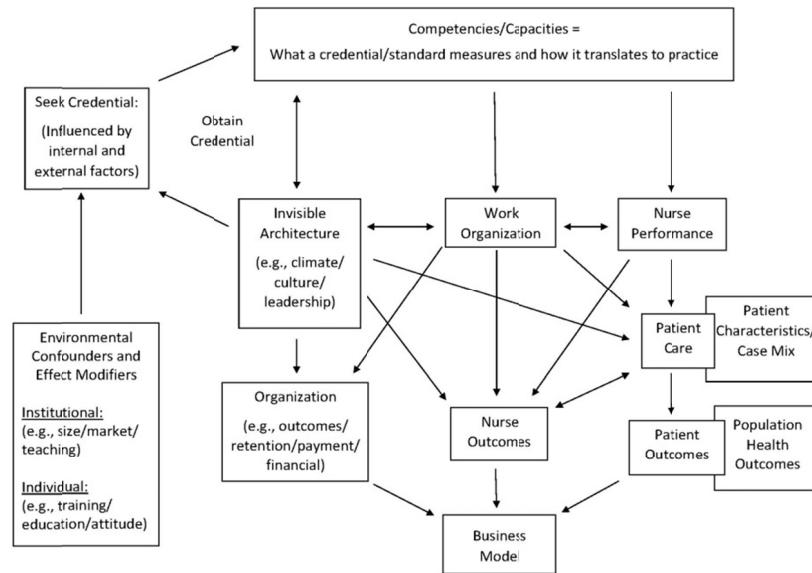 Competencies/Capacities =
What a credential/standard measures and how it translates to practice
Seek Credential:
(Influenced by
internal and
external factors)
Obtain
Credential
Invisible
Architecture
(e.g., climate/
culture/
leadership)
Work
Organization
Nurse
Performance
Environmental
Confounders and
Effect Modifiers
Institutional:
(e.g., size/market/
teaching)
Individual:
(e.g., training/
education/attitude)
Patient
Care
Patient
Characteristics/
Case Mix
Organization
(e.g., outcomes/
retention/payment/
financial)
Nurse
Outcomes
Patient
Outcomes
Population
Health
Outcomes
Business
Model